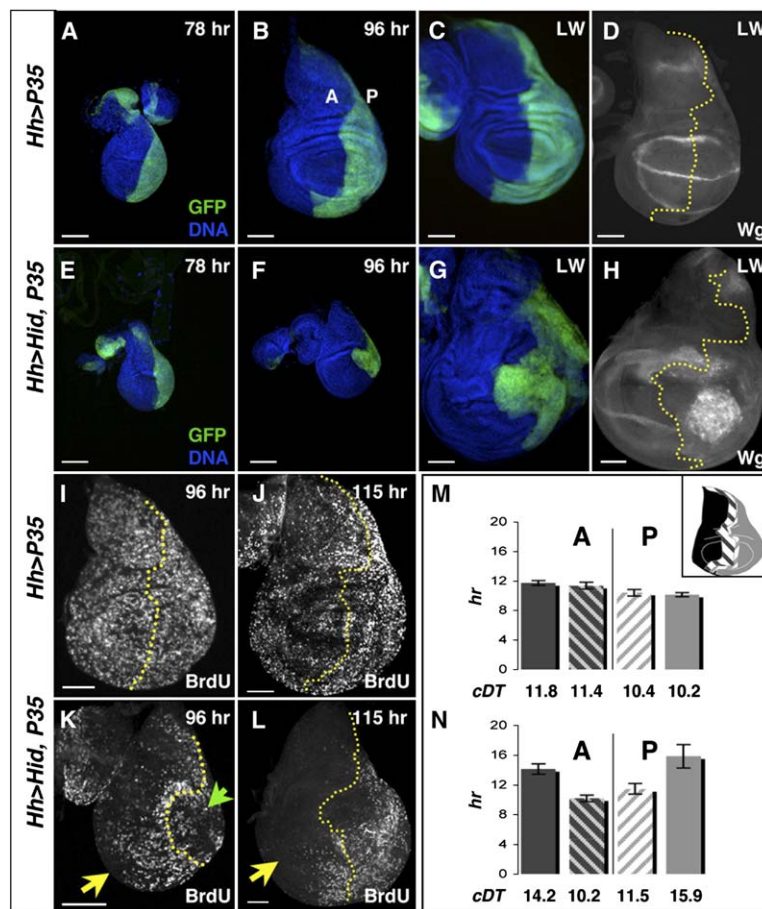 Hh>P35
A 78 hr
GFP
DNA
B 96 hr
A P
C LW
D LW
Wg
Hh>Hid, P35
E 78 hr
GFP
DNA
F 96 hr
G LW
H LW
Wg
Hh>P35
I 96 hr
BrdU
J 115 hr
BrdU
Hh>Hid, P35
K 96 hr
BrdU
L 115 hr
BrdU
M
A P
hr
20
16
12
8
4
0
cDT 11.8 11.4 10.4 10.2
N
A P
hr
20
16
12
8
4
0
cDT 14.2 10.2 11.5 15.9